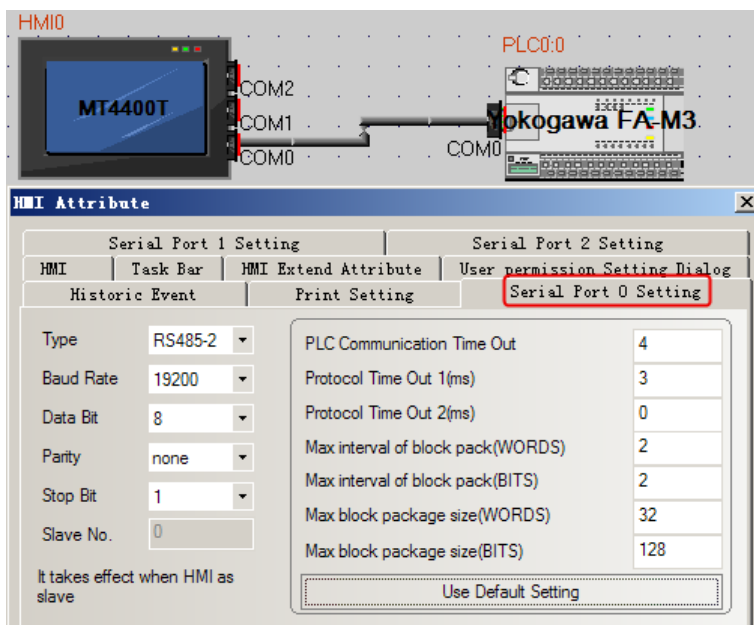 HMI0
PLC0:0
COM2
MT4400T
COM1
Yokogawa FA-M3
COM0
COM0
HMI Attribute
Serial Port 1 Setting
Serial Port 2 Setting
HMI
Task Bar
HMI Extend Attribute
User permission Setting Dialog
Historic Event
Print Setting
Serial Port 0 Setting
Type
RS485-2
Baud Rate
19200
Data Bit
8
Parity
none
Stop Bit
1
Slave No.
0
It takes effect when HMI as
slave
PLC Communication Time Out
4
Protocol Time Out 1(ms)
3
Protocol Time Out 2(ms)
0
Max interval of block pack(WORDS)
2
Max interval of block pack(BITS)
2
Max block package size(WORDS)
32
Max block package size(BITS)
128
Use Default Setting